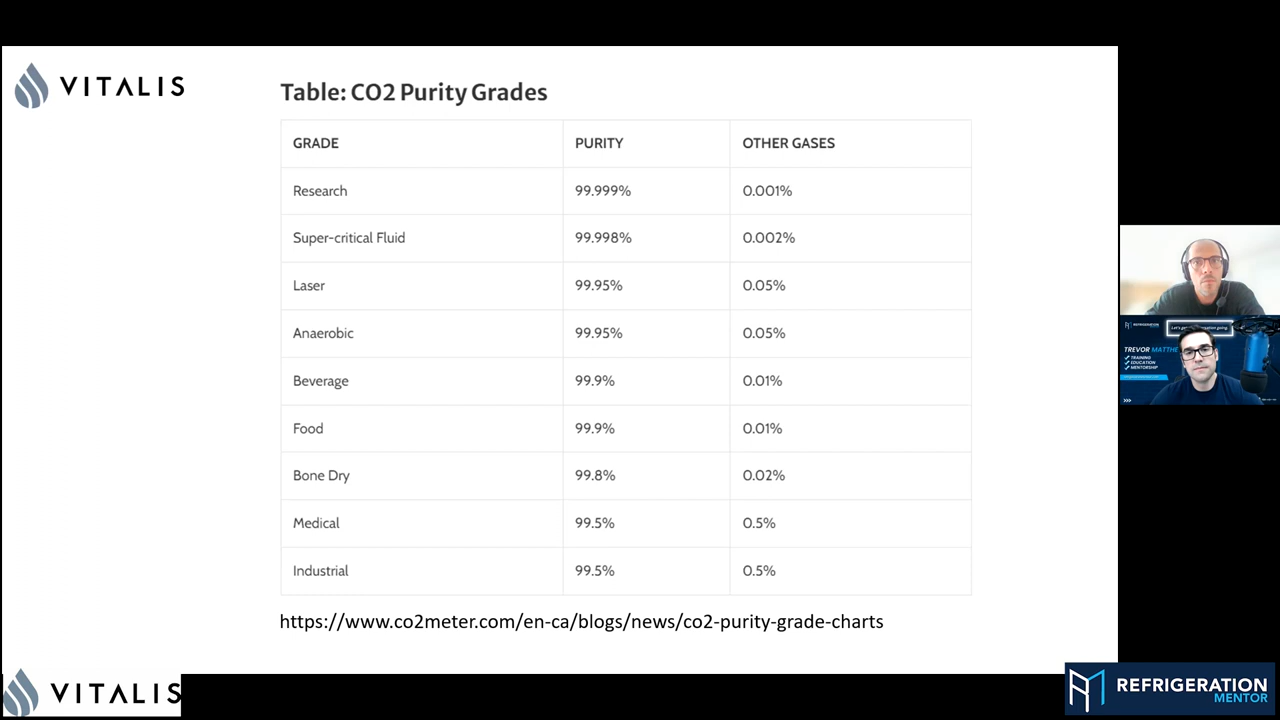 VITALIS
Table: CO2 Purity Grades
GRADE PURITY OTHER GASES
Research 99.999% 0.001%
Super-critical Fluid 99.998% 0.002%
Laser 99.95% 0.05%
Anaerobic 99.95% 0.05%
Beverage 99.9% 0.01%
Food 99.9% 0.01%
Bone Dry 99.8% 0.02%
Medical 99.5% 0.5%
Industrial 99.5% 0.5%
https://www.co2meter.com/en-ca/blogs/news/co2-purity-grade-charts
TREVOR MATTHE
TRAINING
EDUCATION
MENTORSHIP
VITALIS
REFRIGERATION
MENTOR